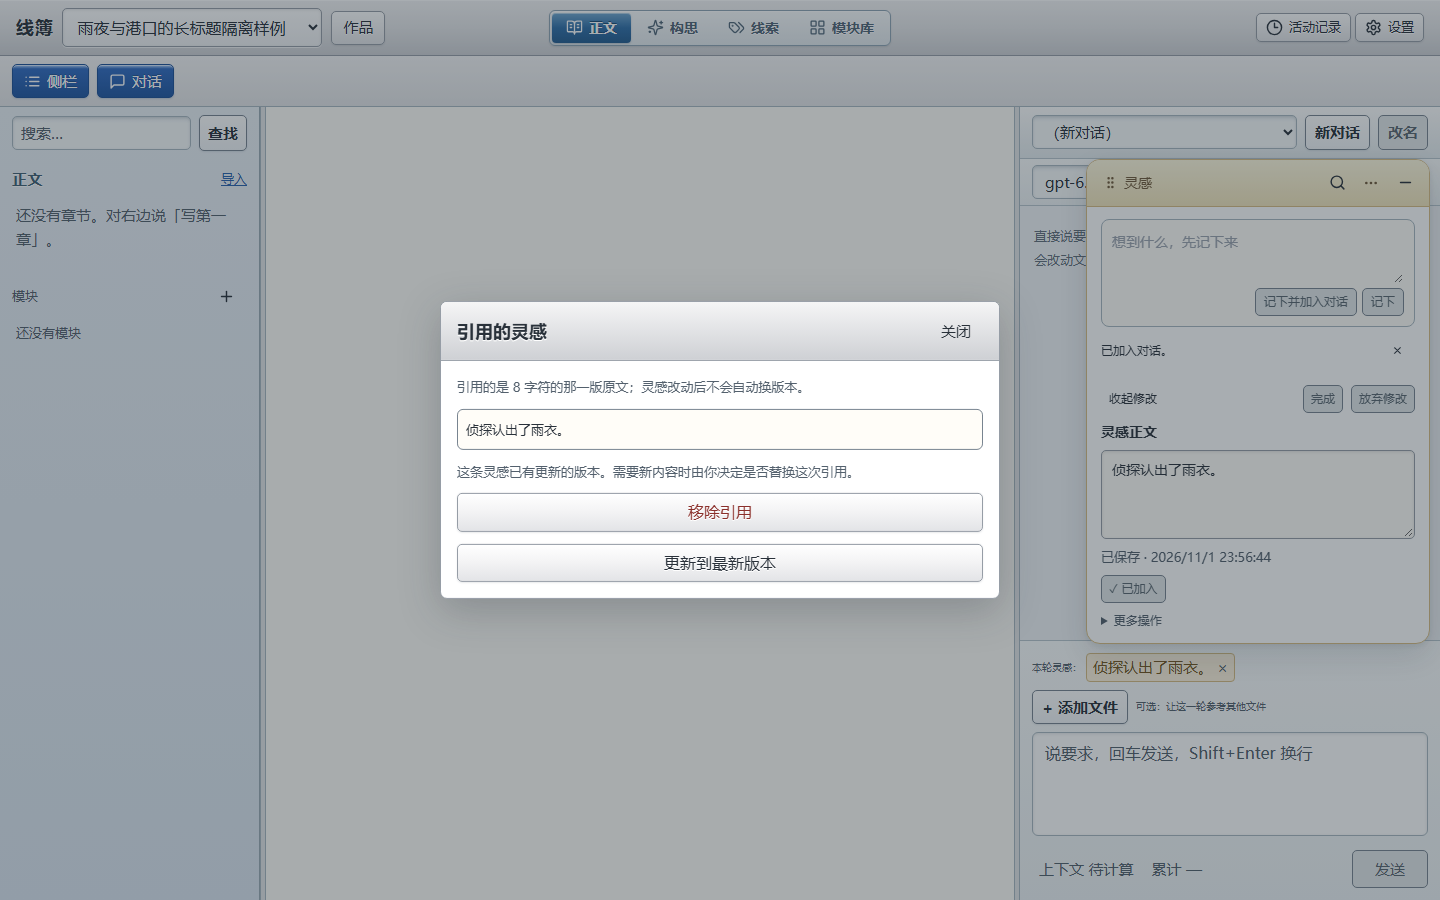 线簿
雨夜与港口的长标题隔离样例
作品
正文
构思
线索
模块库
活动记录
设置
侧栏
对话
搜索...
查找
正文
导入
还没有章节。对右边说「写第一
章」。
模块
还没有模块
(新对话)
新对话
改名
gpt-6.
直接说要
会改动文
灵感
想到什么，先记下来
记下并加入对话
记下
已加入对话。
收起修改
完成
放弃修改
灵感正文
侦探认出了雨衣。
已保存 · 2026/11/1 23:56:44
✓ 已加入
更多操作
引用的灵感
关闭
引用的是 8 字符的那一版原文；灵感改动后不会自动换版本。
侦探认出了雨衣。
这条灵感已有更新的版本。需要新内容时由你决定是否替换这次引用。
移除引用
更新到最新版本
本轮灵感：
侦探认出了雨衣。 ×
+ 添加文件
可选：让这一轮参考其他文件
说要求，回车发送，Shift+Enter 换行
上下文 待计算
累计 —
发送